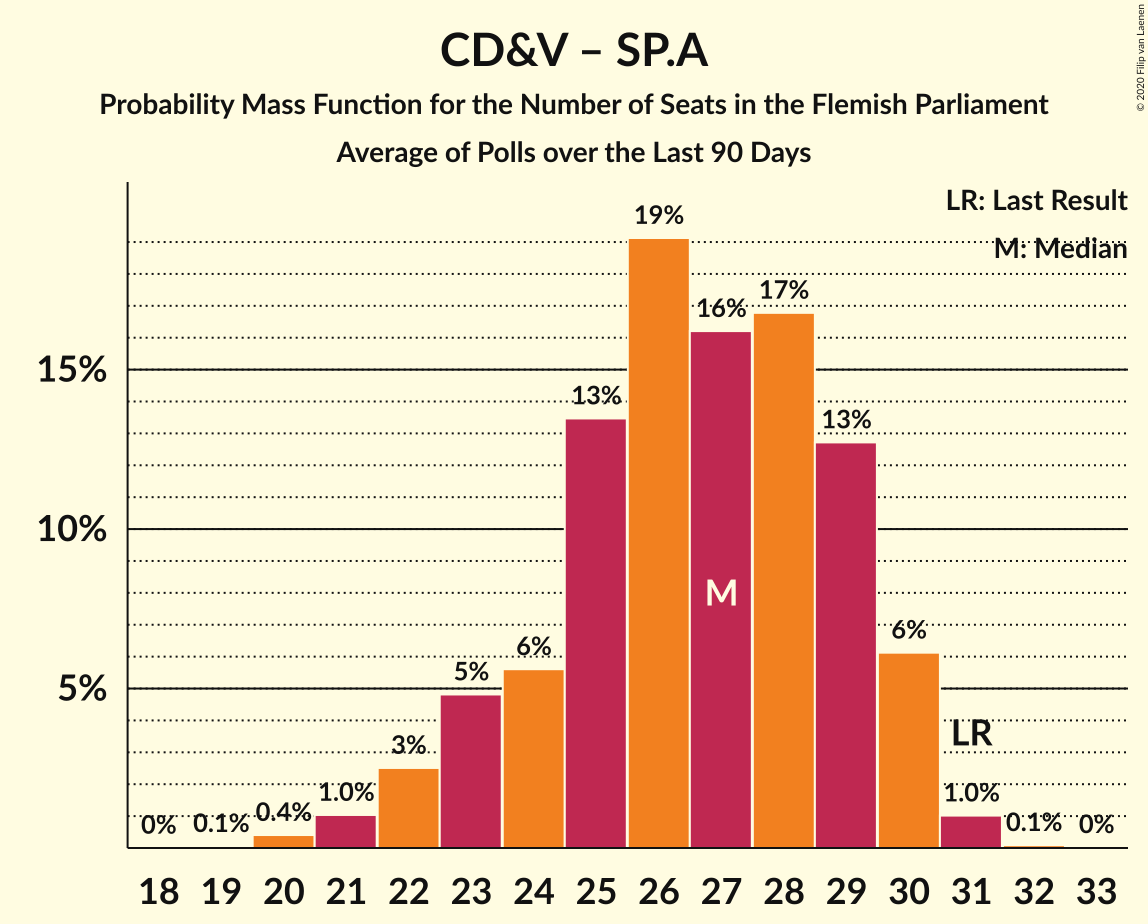 CD&V – SP.A
Probability Mass Function for the Number of Seats in the Flemish Parliament
Average of Polls over the Last 90 Days
© 2020 Filip van Laenen
LR: Last Result
M: Median
15%
10%
5%
0% 0.1% 0.4% 1.0% 3% 5% 6% 13% 19% 16% 17% 13% 6% 1.0% 0.1% 0%
M
LR
18 19 20 21 22 23 24 25 26 27 28 29 30 31 32 33